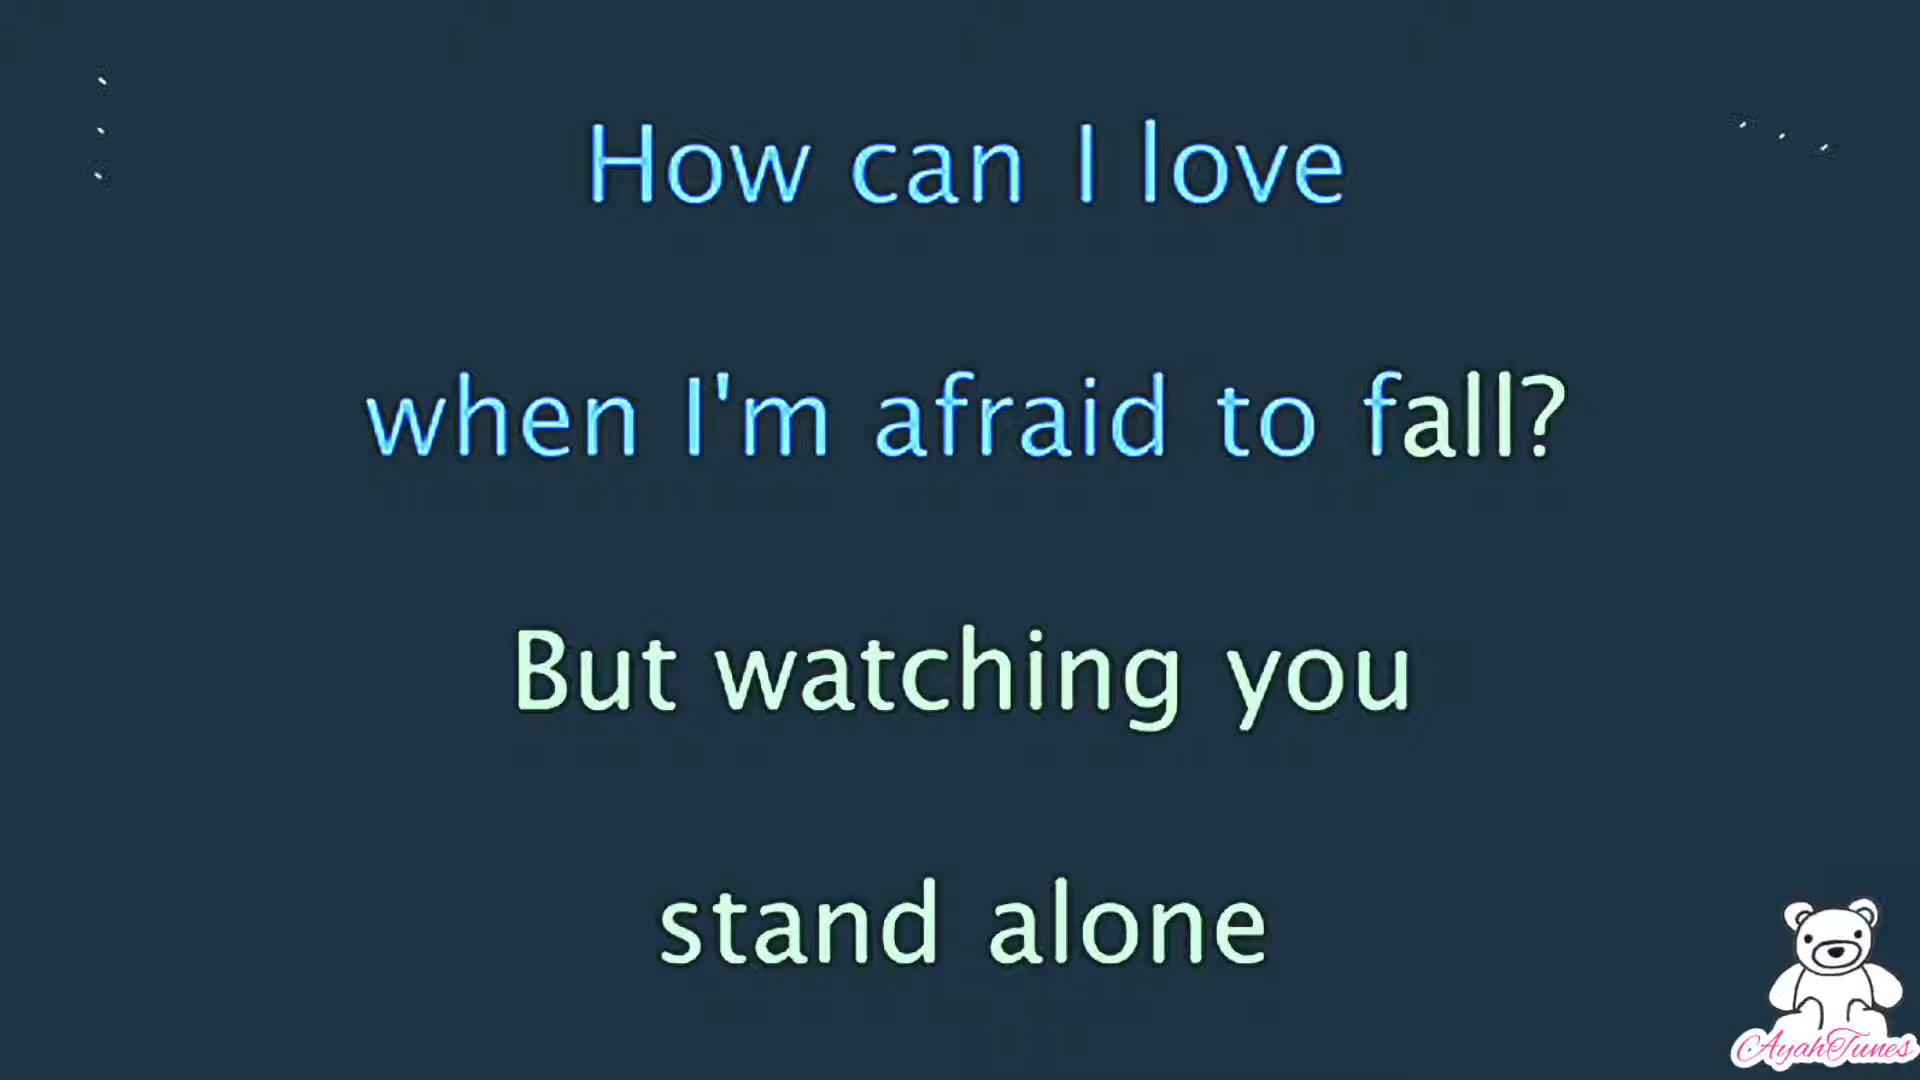 How can I love
when I'm afraid to fall?
But watching you
stand alone
AyahTunes